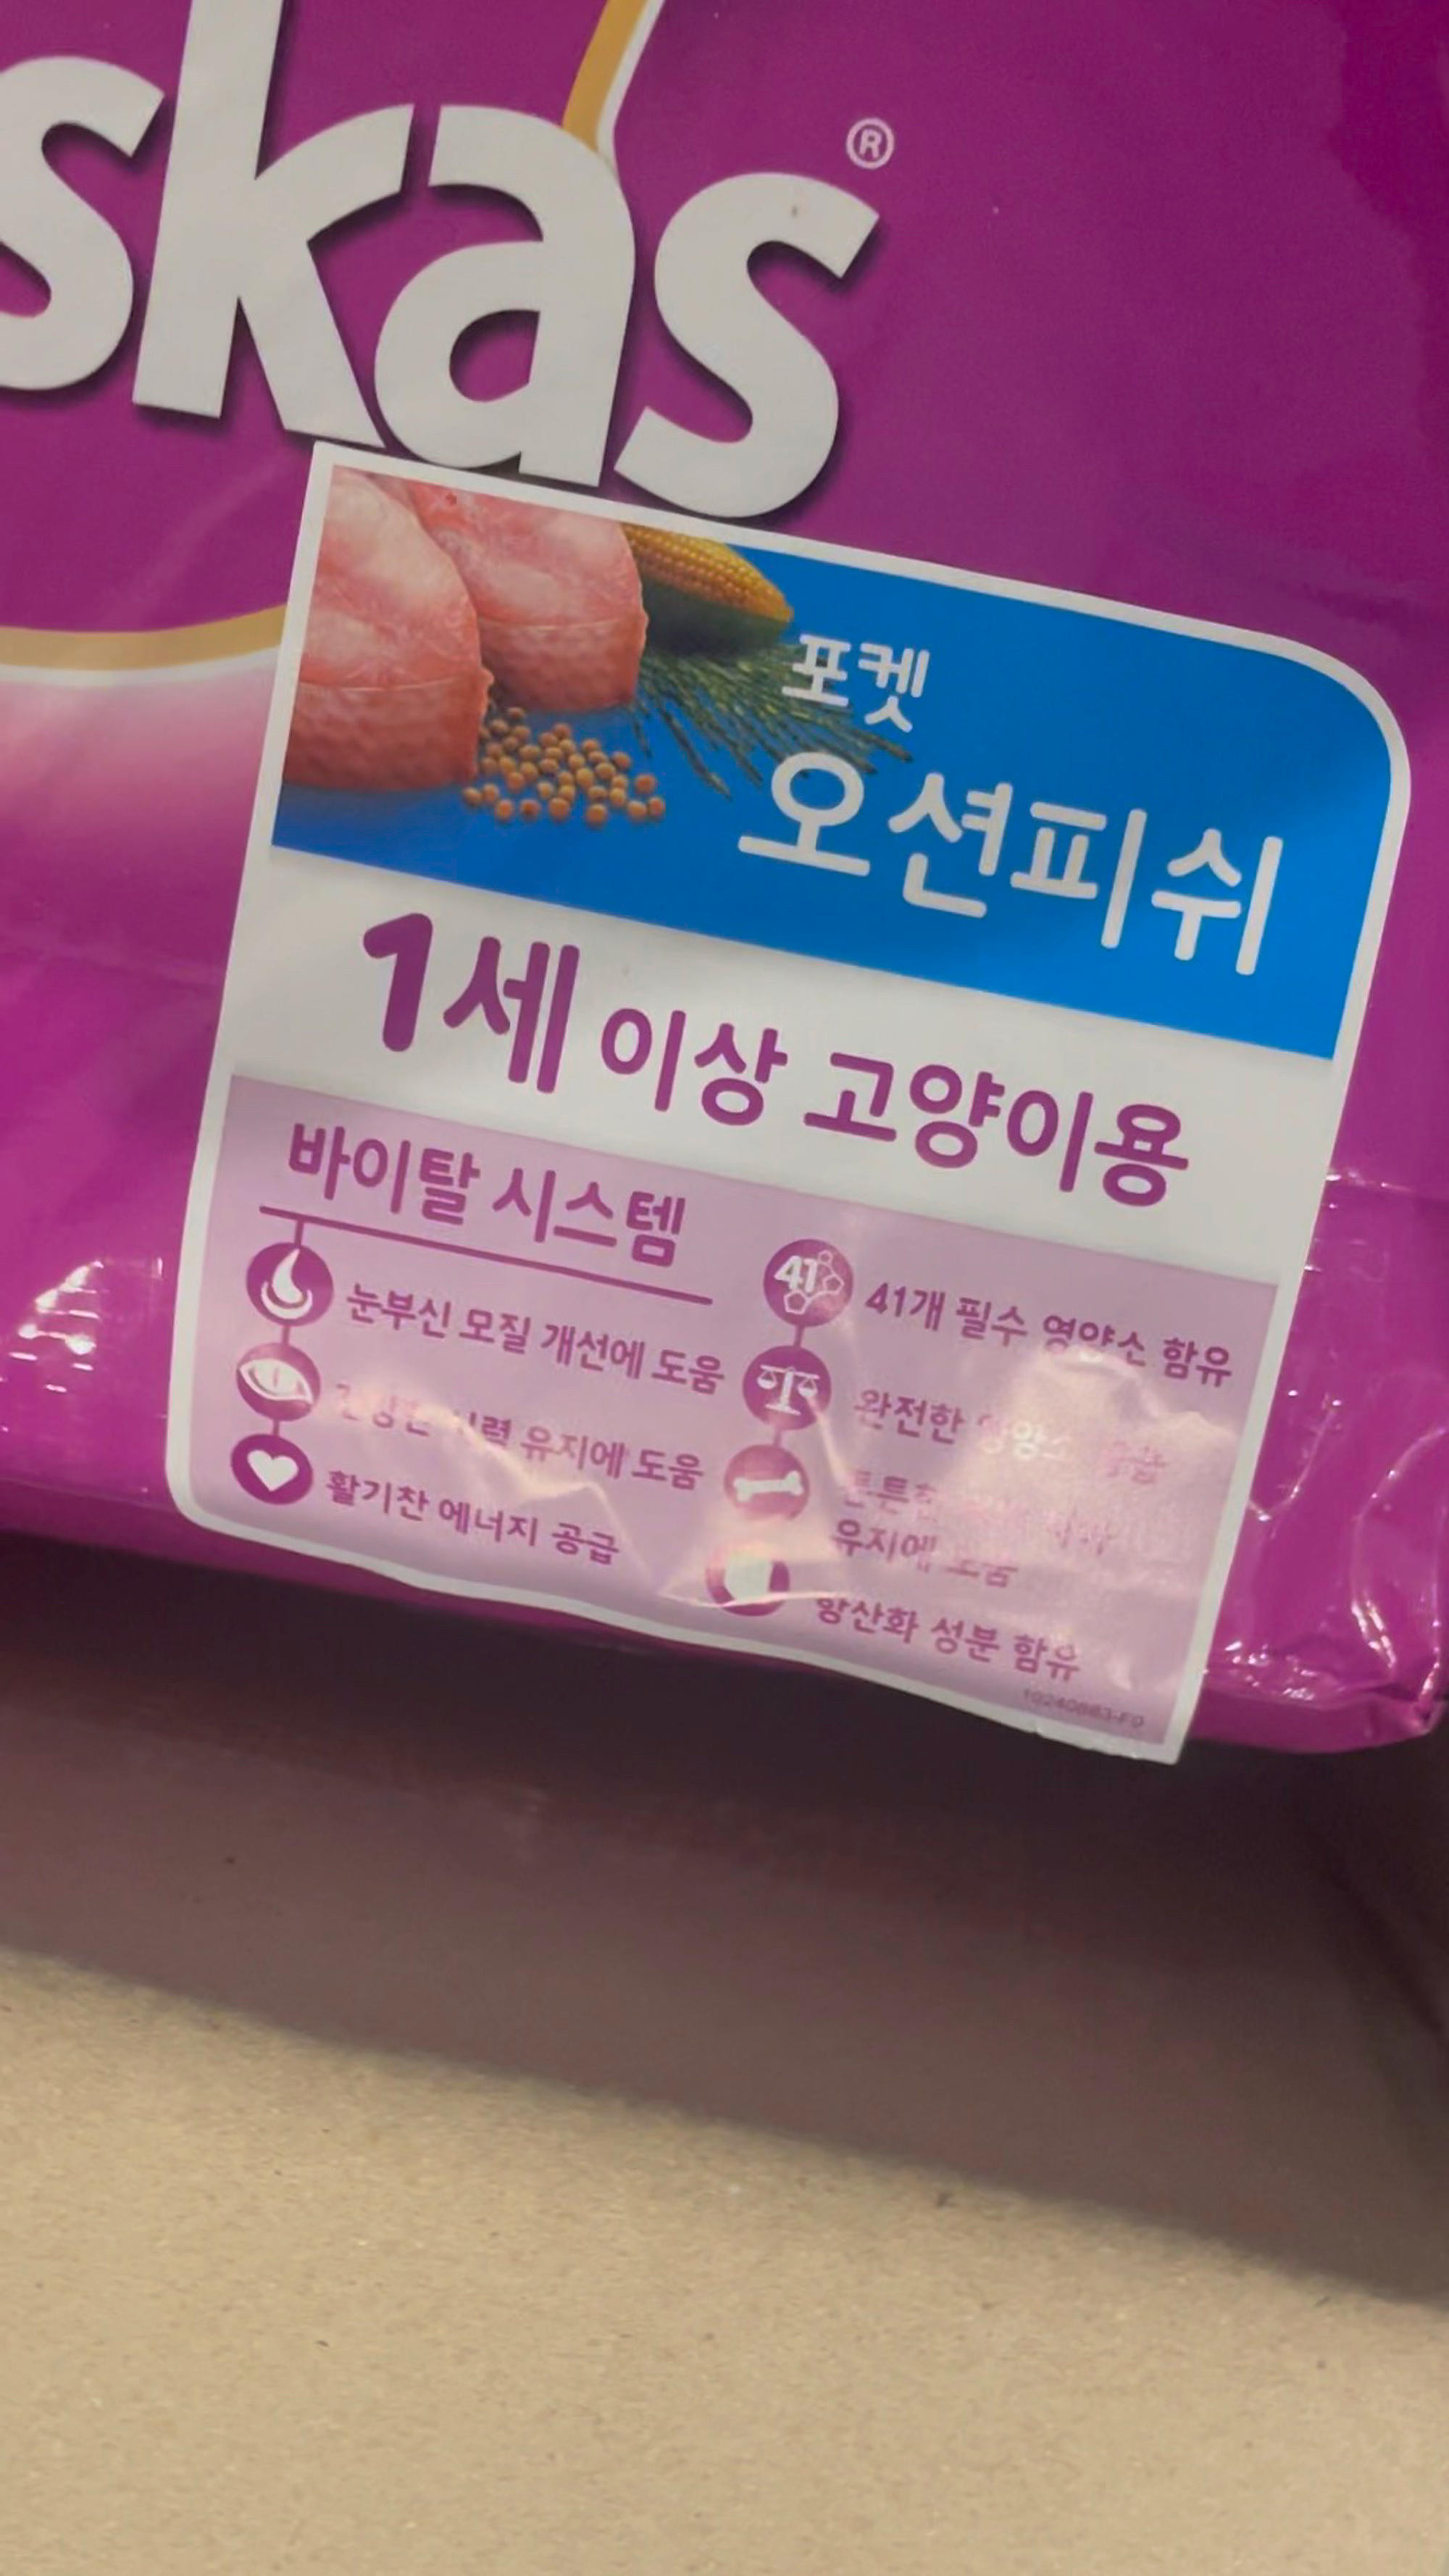 skas®
포켓
오션피쉬
1세 이상 고양이용
바이탈 시스템
눈부신 모질 개선에 도움
유지에 도움
활기찬 에너지 공급
41
41개 필수 영양소 함유
완전한
유지에
항산화 성분 함유